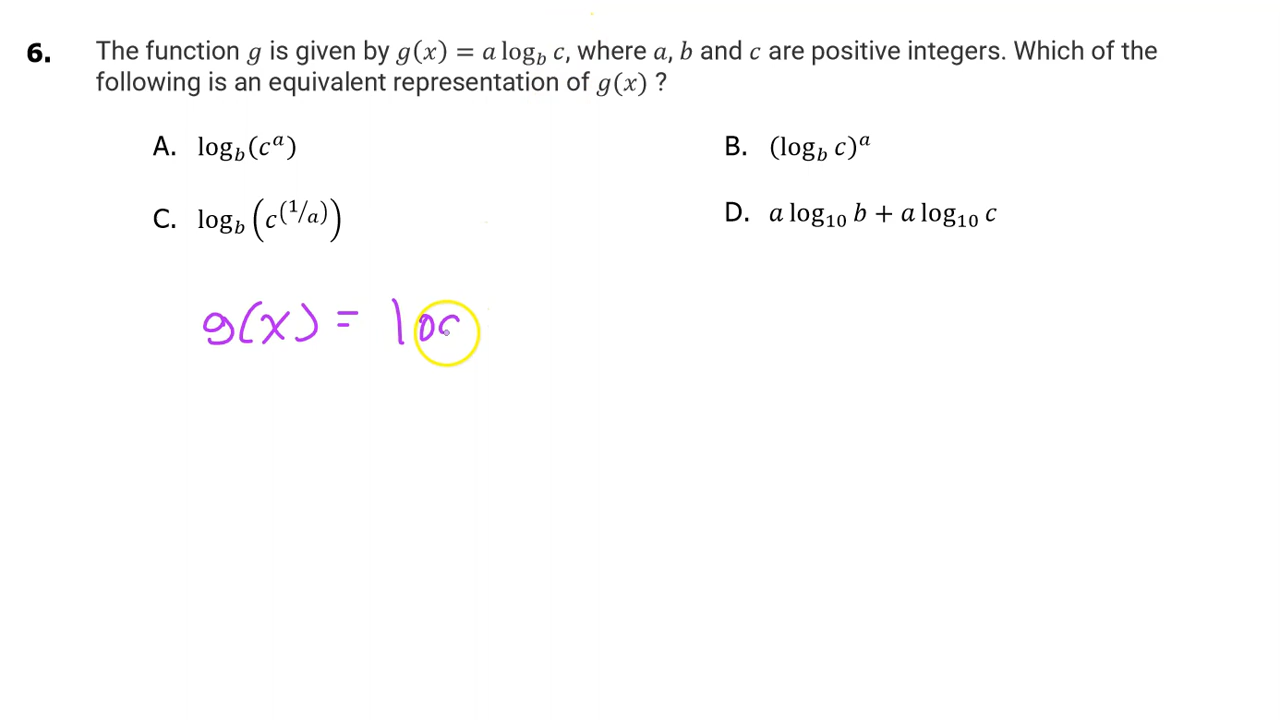 6. The function g is given by g(x) = a log_b c, where a, b and c are positive integers. Which of the
following is an equivalent representation of g(x) ?
A. log_b(c^a)
B. (log_b c)^a
C. log_b(c^(1/a))
D. a log_10 b + a log_10 c
g(x) = loc